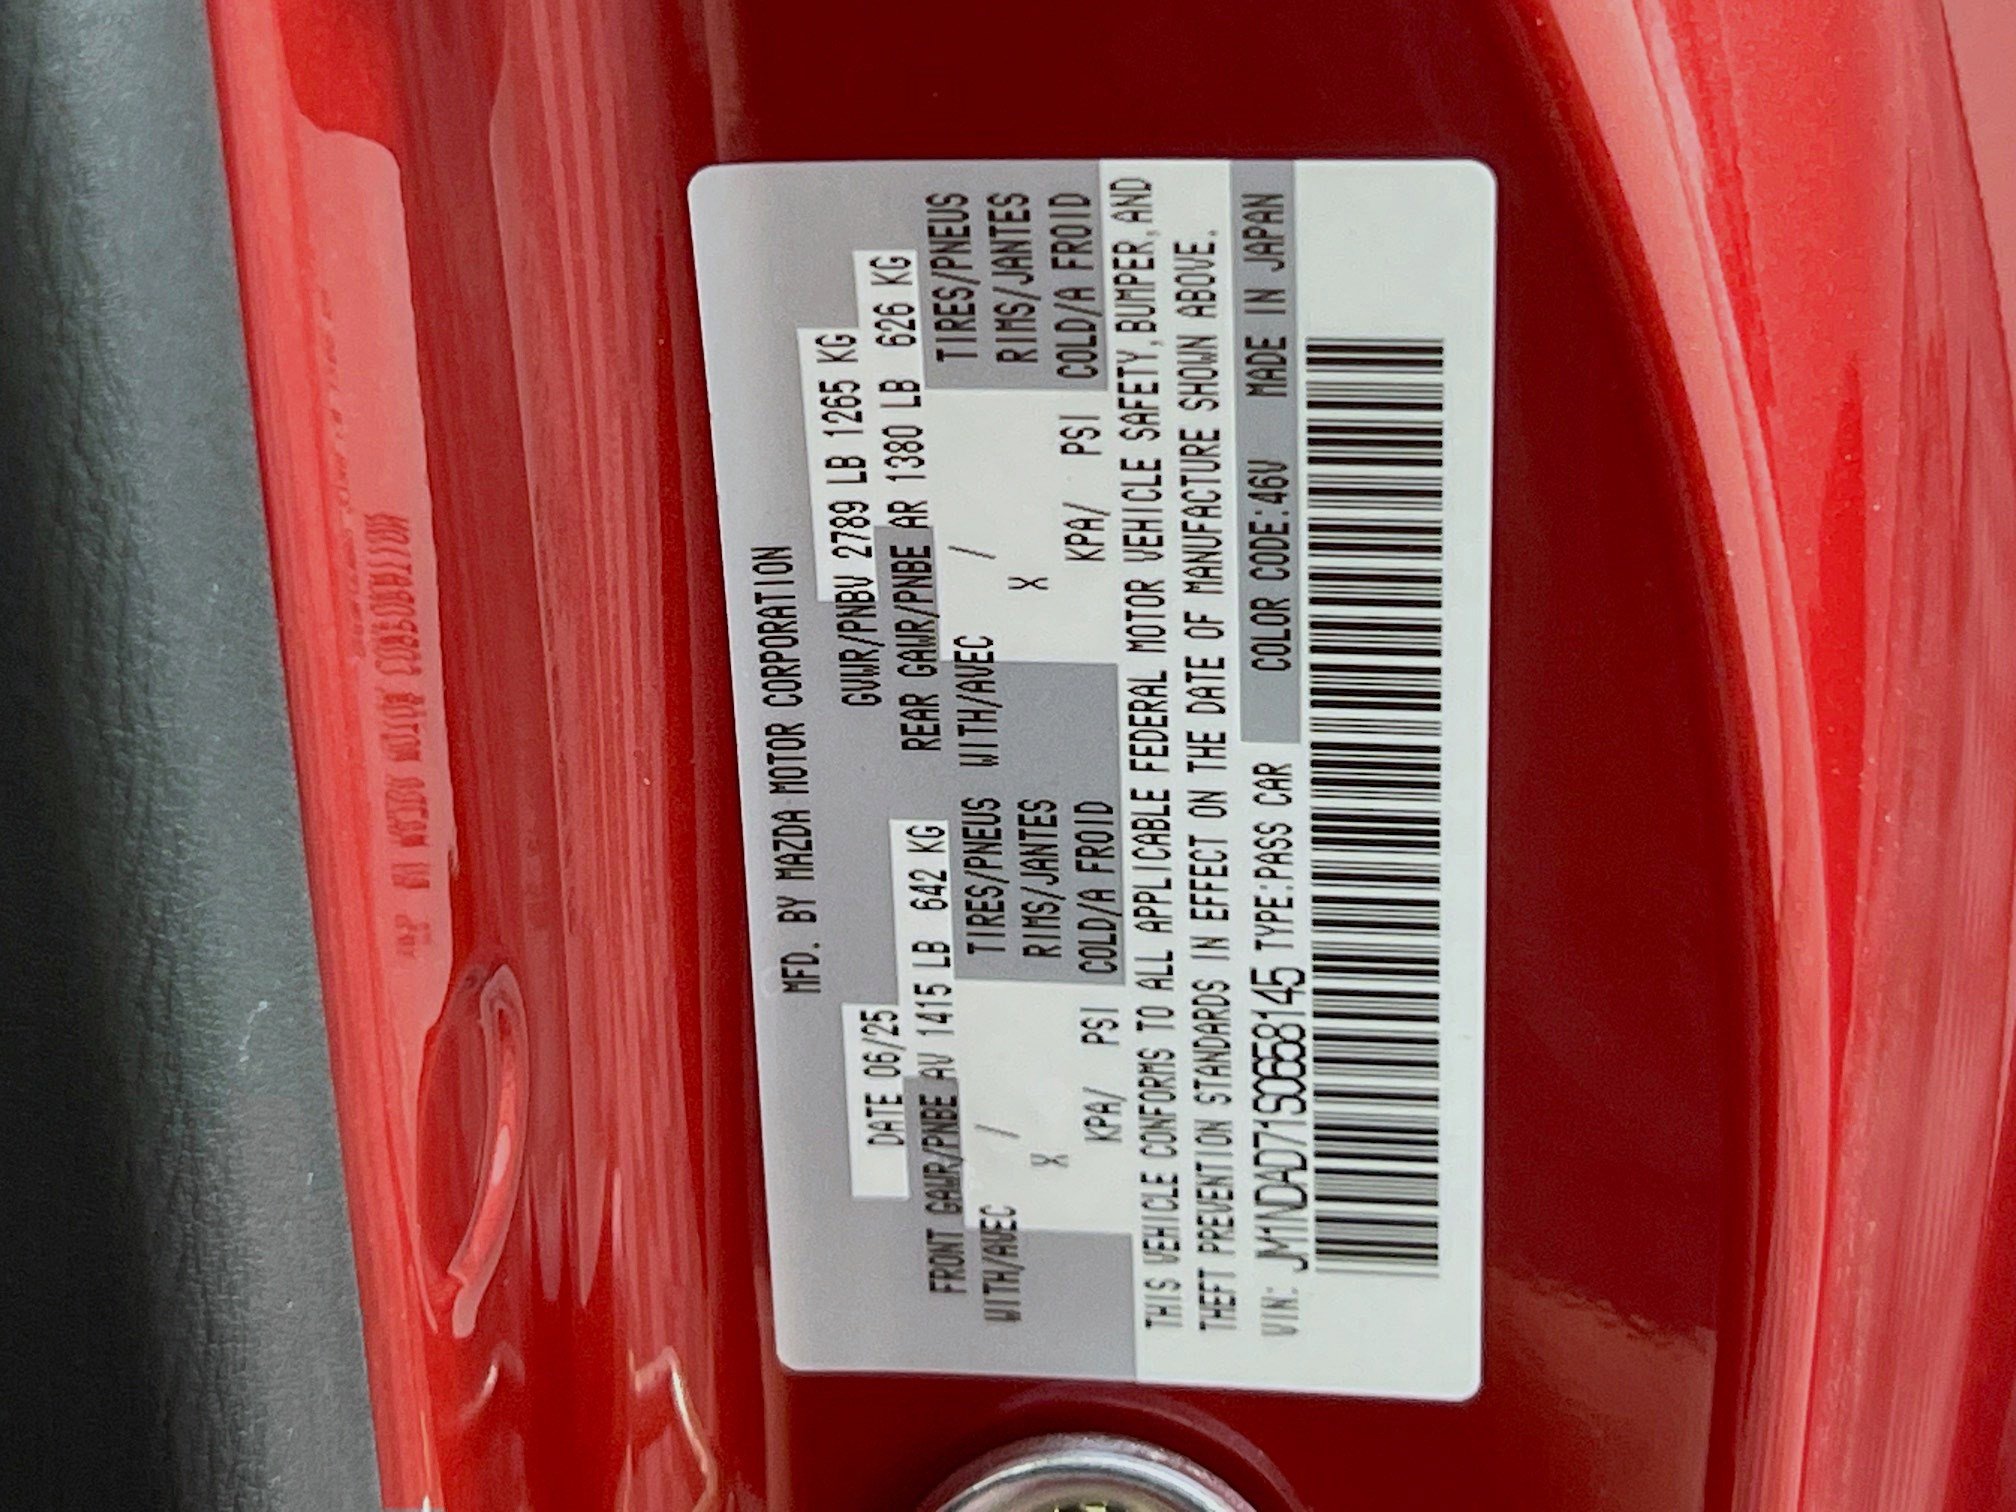 MFD. BY MAZDA MOTOR CORPORATION
DATE 06/25 GVWR/PNBV 2789 LB 1265 KG
FRONT GAWR/PNBE AV 1415 LB 642 KG REAR GAWR/PNBE AR 1380 LB 626 KG
WITH/AVEC / TIRES/PNEUS WITH/AVEC / TIRES/PNEUS
X RIMS/JANTES X RIMS/JANTES
KPA/ PSI COLD/A FROID KPA/ PSI COLD/A FROID
THIS VEHICLE CONFORMS TO ALL APPLICABLE FEDERAL MOTOR VEHICLE SAFETY,BUMPER,AND
THEFT PREVENTION STANDARDS IN EFFECT ON THE DATE OF MANUFACTURE SHOWN ABOVE.
VIN: JM1NDAD71S0658145 TYPE:PASS CAR COLOR CODE:46V MADE IN JAPAN